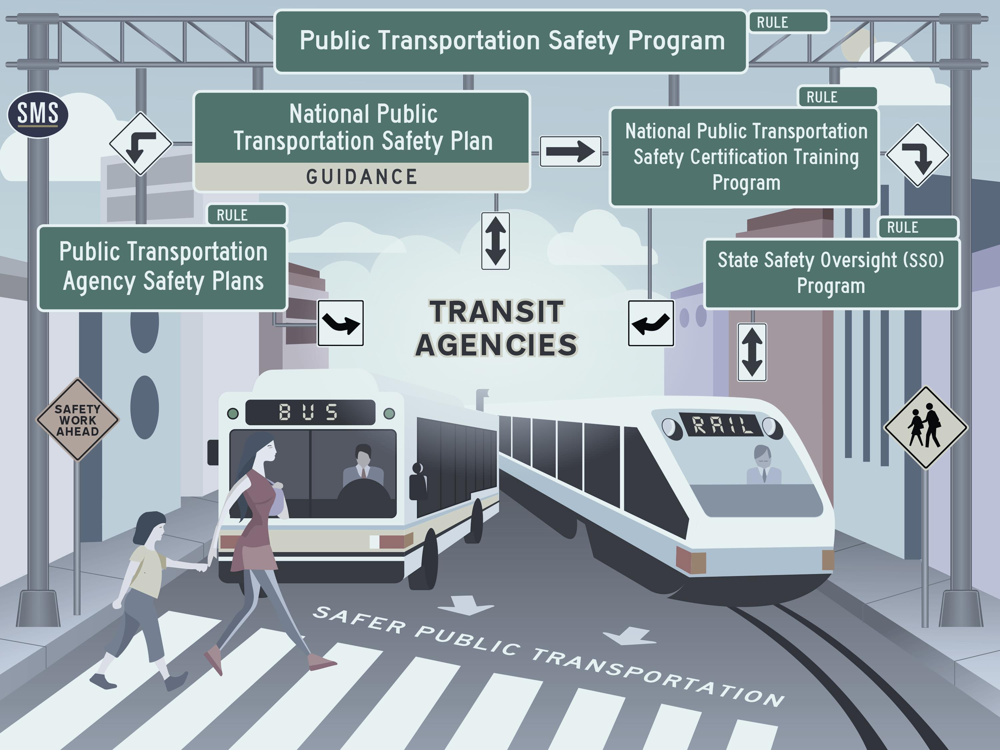 Public Transportation Safety Program
RULE
SMS
National Public
Transportation Safety Plan
GUIDANCE
RULE
National Public Transportation
Safety Certification Training
Program
RULE
Public Transportation
Agency Safety Plans
RULE
State Safety Oversight (SSO)
Program
TRANSIT
AGENCIES
SAFETY
WORK
AHEAD
BUS
RAIL
SAFER PUBLIC TRANSPORTATION